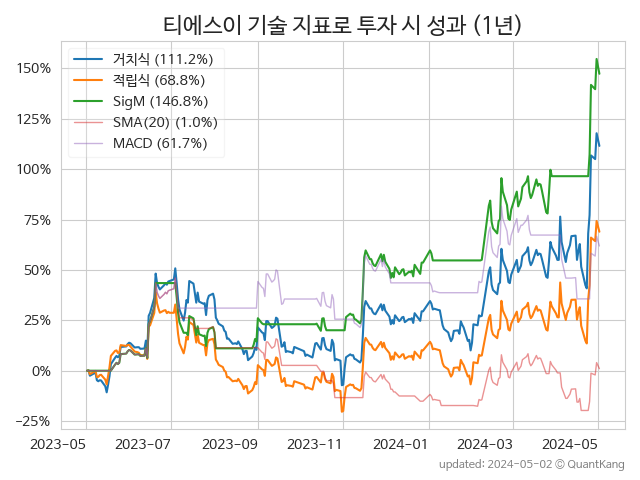 티에스이 기술 지표로 투자 시 성과 (1년)
거치식 (111.2%)
적립식 (68.8%)
SigM (146.8%)
SMA(20) (1.0%)
MACD (61.7%)
150%
125%
100%
75%
50%
25%
0%
−25%
2023-05 2023-07 2023-09 2023-11 2024-01 2024-03 2024-05
updated: 2024-05-02 © QuantKang